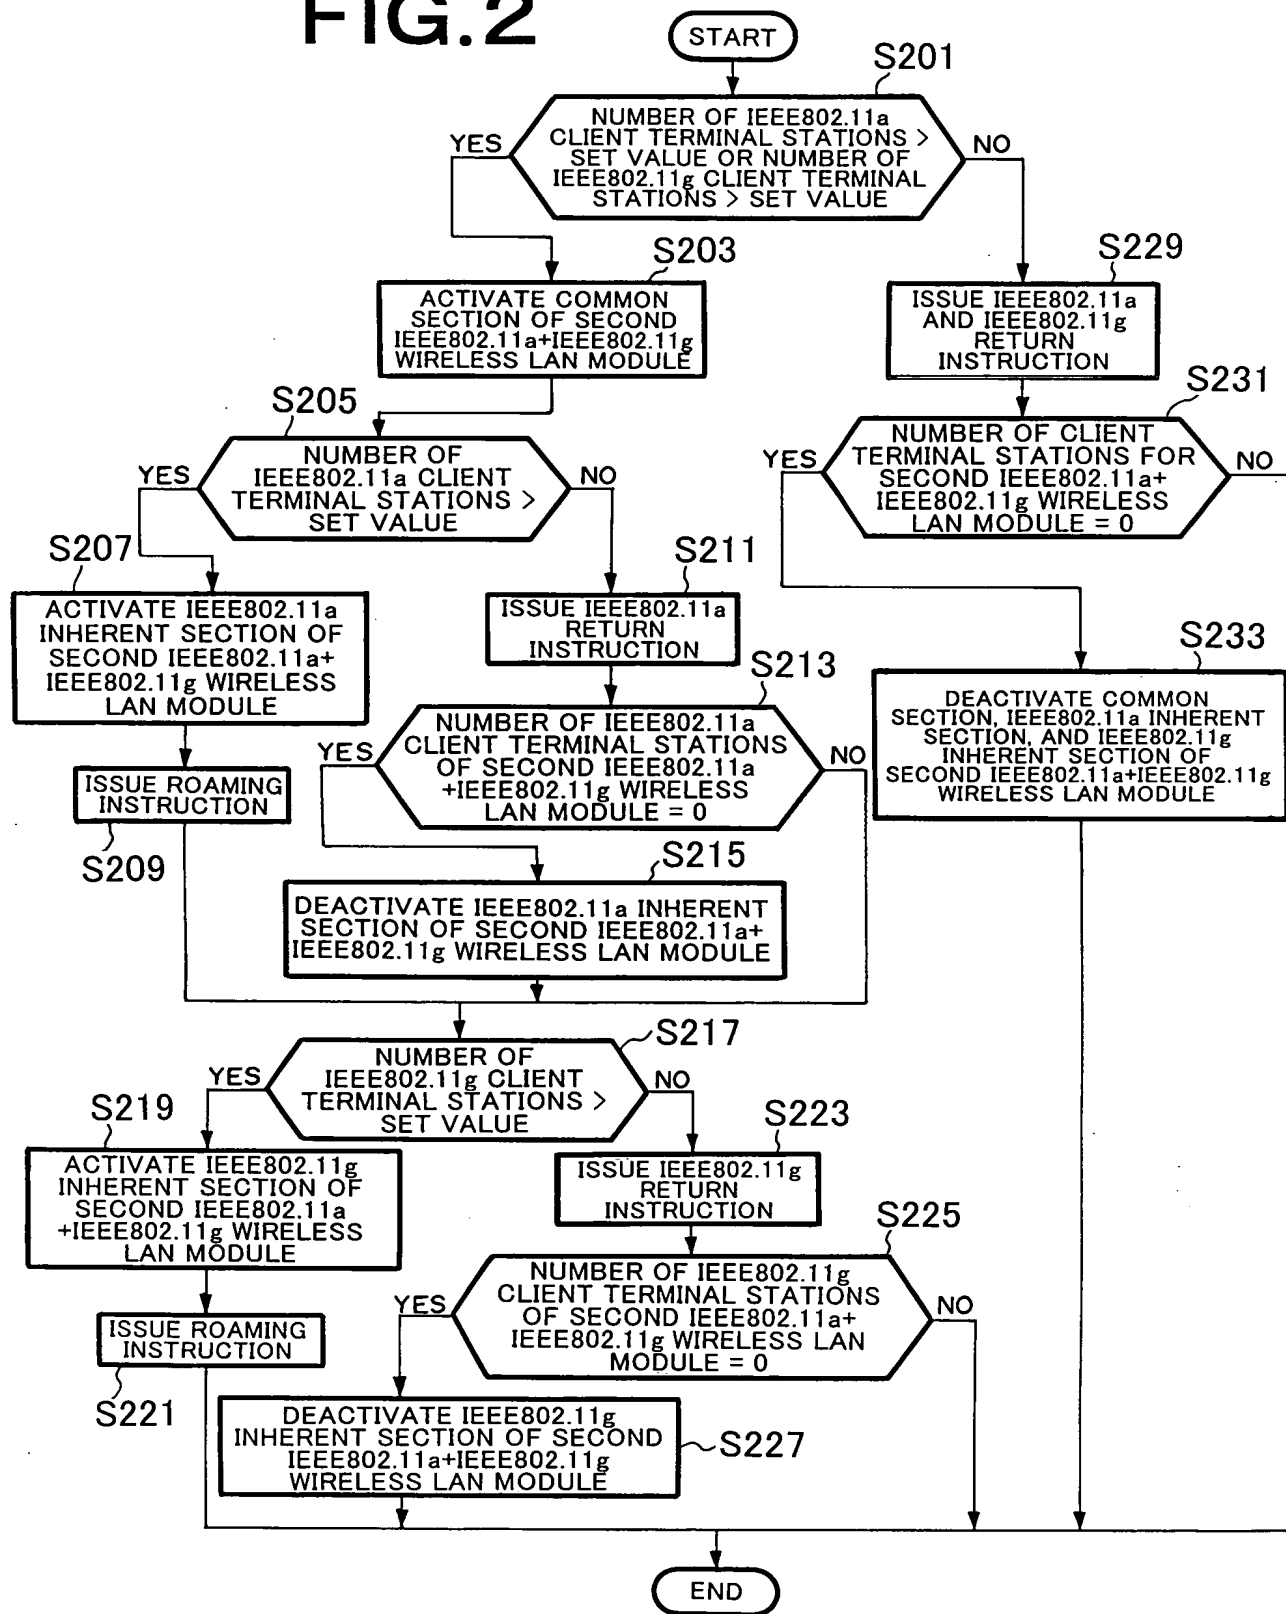 FIG.2
START
S201
NUMBER OF IEEE802.11a
CLIENT TERMINAL STATIONS >
SET VALUE OR NUMBER OF
IEEE802.11g CLIENT TERMINAL
STATIONS > SET VALUE
YES
NO
S203
ACTIVATE COMMON
SECTION OF SECOND
IEEE802.11a+IEEE802.11g
WIRELESS LAN MODULE
S229
ISSUE IEEE802.11a
AND IEEE802.11g
RETURN
INSTRUCTION
S205
NUMBER OF
IEEE802.11a CLIENT
TERMINAL STATIONS >
SET VALUE
YES
NO
S231
NUMBER OF CLIENT
TERMINAL STATIONS FOR
SECOND IEEE802.11a+
IEEE802.11g WIRELESS
LAN MODULE = 0
YES
NO
S207
ACTIVATE IEEE802.11a
INHERENT SECTION OF
SECOND IEEE802.11a+
IEEE802.11g WIRELESS
LAN MODULE
S211
ISSUE IEEE802.11a
RETURN
INSTRUCTION
S233
DEACTIVATE COMMON
SECTION, IEEE802.11a INHERENT
SECTION, AND IEEE802.11g
INHERENT SECTION OF
SECOND IEEE802.11a+IEEE802.11g
WIRELESS LAN MODULE
S213
NUMBER OF IEEE802.11a
CLIENT TERMINAL STATIONS
OF SECOND IEEE802.11a
+IEEE802.11g WIRELESS
LAN MODULE = 0
YES
NO
ISSUE ROAMING
INSTRUCTION
S209
S215
DEACTIVATE IEEE802.11a INHERENT
SECTION OF SECOND IEEE802.11a+
IEEE802.11g WIRELESS LAN MODULE
S217
NUMBER OF
IEEE802.11g CLIENT
TERMINAL STATIONS >
SET VALUE
YES
NO
S219
ACTIVATE IEEE802.11g
INHERENT SECTION OF
SECOND IEEE802.11a
+IEEE802.11g WIRELESS
LAN MODULE
S223
ISSUE IEEE802.11g
RETURN
INSTRUCTION
S225
NUMBER OF IEEE802.11g
CLIENT TERMINAL STATIONS
OF SECOND IEEE802.11a+
IEEE802.11g WIRELESS LAN
MODULE = 0
YES
NO
ISSUE ROAMING
INSTRUCTION
S221
DEACTIVATE IEEE802.11g
INHERENT SECTION OF SECOND
IEEE802.11a+IEEE802.11g
WIRELESS LAN MODULE
S227
END